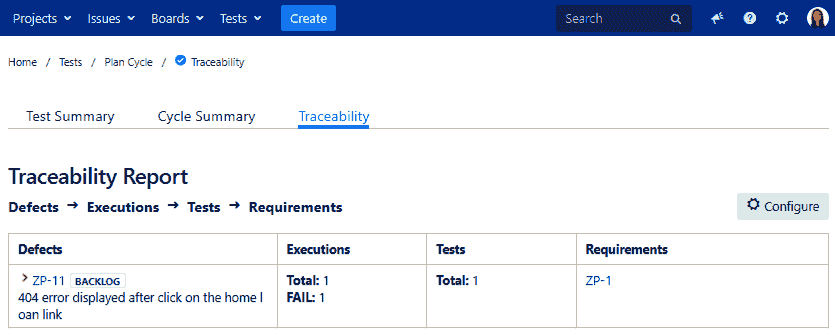 Projects Issues Boards Tests Create Search
Home / Tests / Plan Cycle / Traceability
Test Summary Cycle Summary Traceability
Traceability Report
Defects → Executions → Tests → Requirements
Configure
Defects Executions Tests Requirements
ZP-11 BACKLOG Total: 1 Total: 1 ZP-1
404 error displayed after click on the home l FAIL: 1
oan link